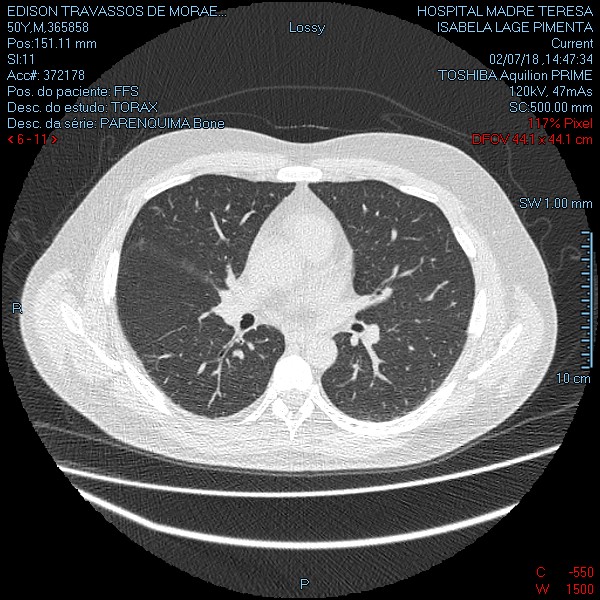 EDISON TRAVASSOS DE MORAE...
50Y,M,365858
Pos:151.11 mm
SI:11
Acc#: 372178
Pos. do paciente: FFS
Desc. do estudo: TORAX
Desc. da série: PARENQUIMA Bone
< 6 - 11 >
Lossy
HOSPITAL MADRE TERESA
ISABELA LAGE PIMENTA
Current
02/07/18 ,14:47:34
TOSHIBA Aquilion PRIME
120kV, 47mAs
SC:500.00 mm
117% Pixel
DFOV 44.1 x 44.1 cm
SW 1.00 mm
R
10 cm
P
C -550
W 1500